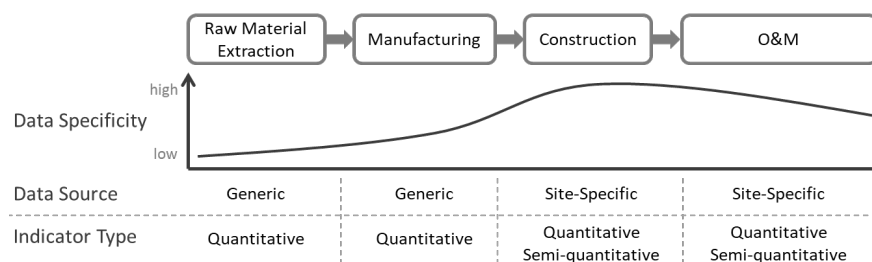 Raw Material
Extraction
Manufacturing
Construction
O&M
high
Data Specificity
low
Data Source
Generic
Generic
Site-Specific
Site-Specific
Indicator Type
Quantitative
Quantitative
Quantitative
Semi-quantitative
Quantitative
Semi-quantitative